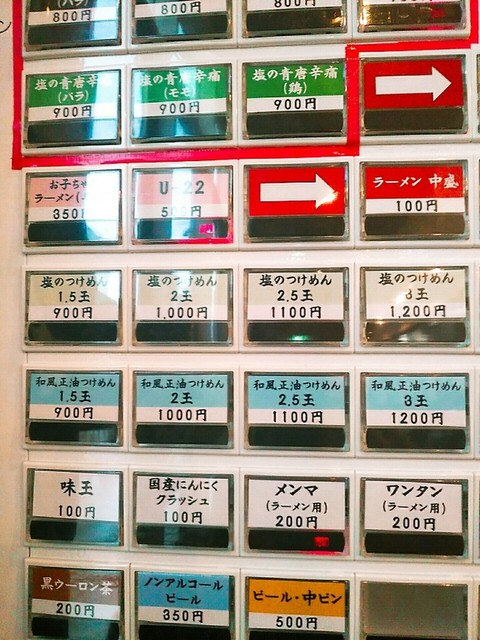 (バラ)
800円
800円
800円
塩の青唐辛痛
(バラ)
900円
塩の青唐辛痛
(モモ)
900円
塩の青唐辛痛
(鶏)
900円
お子ちゃ
ラーメン
350円
U-22
500円
ラーメン 中盛
100円
塩のつけめん
1.5玉
900円
塩のつけめん
2玉
1,000円
塩のつけめん
2.5玉
1100円
塩のつけめん
3玉
1,200円
和風正油つけめん
1.5玉
900円
和風正油つけめん
2玉
1000円
和風正油つけめん
2.5玉
1100円
和風正油つけめん
3玉
1200円
味玉
100円
国産にんにく
クラッシュ
100円
メンマ
(ラーメン用)
200円
ワンタン
(ラーメン用)
200円
黒ウーロン茶
200円
ノンアルコール
ビール
350円
ビール・中ビン
500円